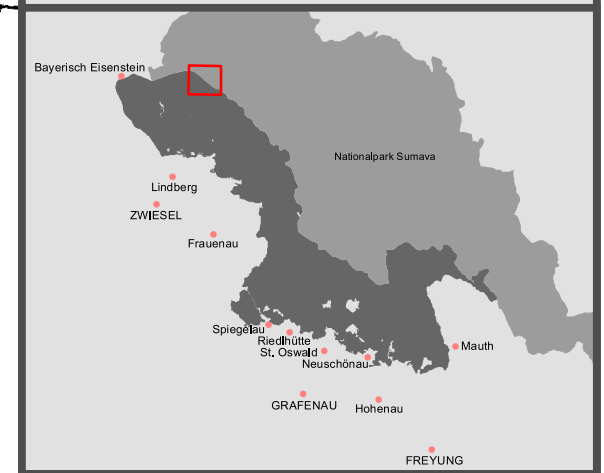 Bayerisch Eisenstein
Nationalpark Sumava
Lindberg
ZWIESEL
Frauenau
Spiegelau
Riedlhütte
St. Oswald
Neuschönau
Mauth
GRAFENAU
Hohenau
FREYUNG